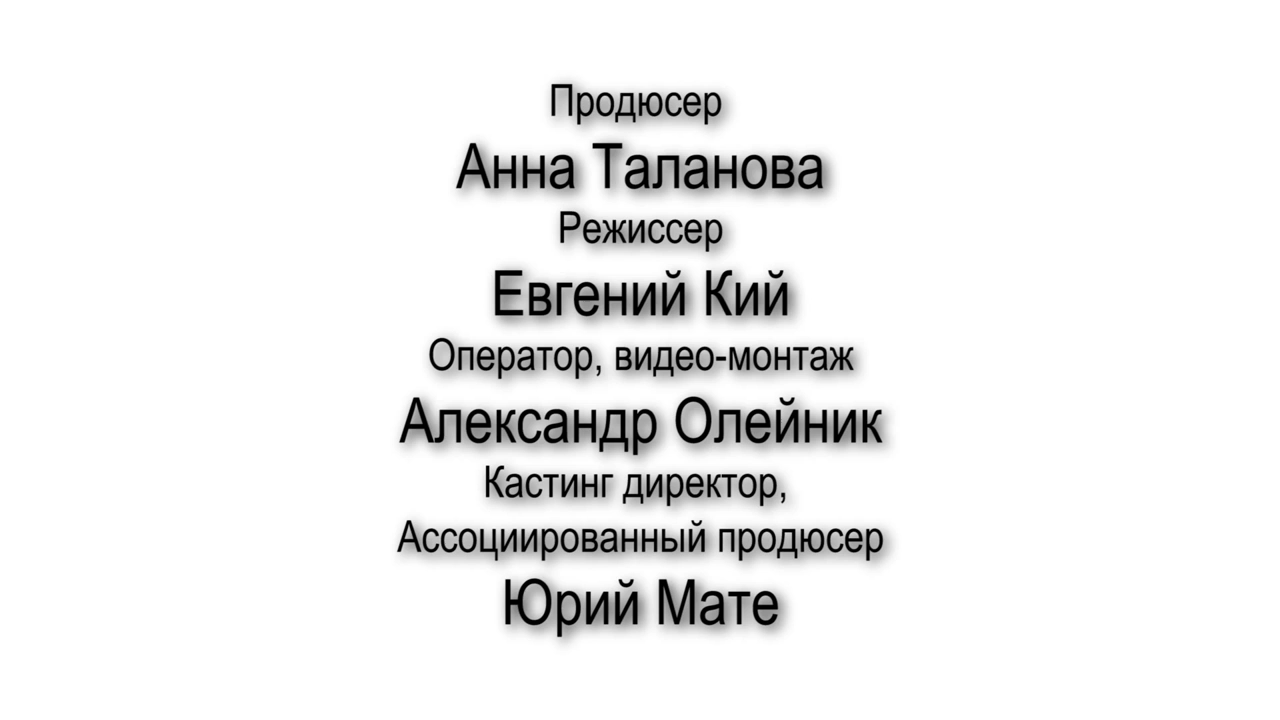 Продюсер
Анна Таланова
Режиссер
Евгений Кий
Оператор, видео-монтаж
Александр Олейник
Кастинг директор,
Ассоциированный продюсер
Юрий Мате